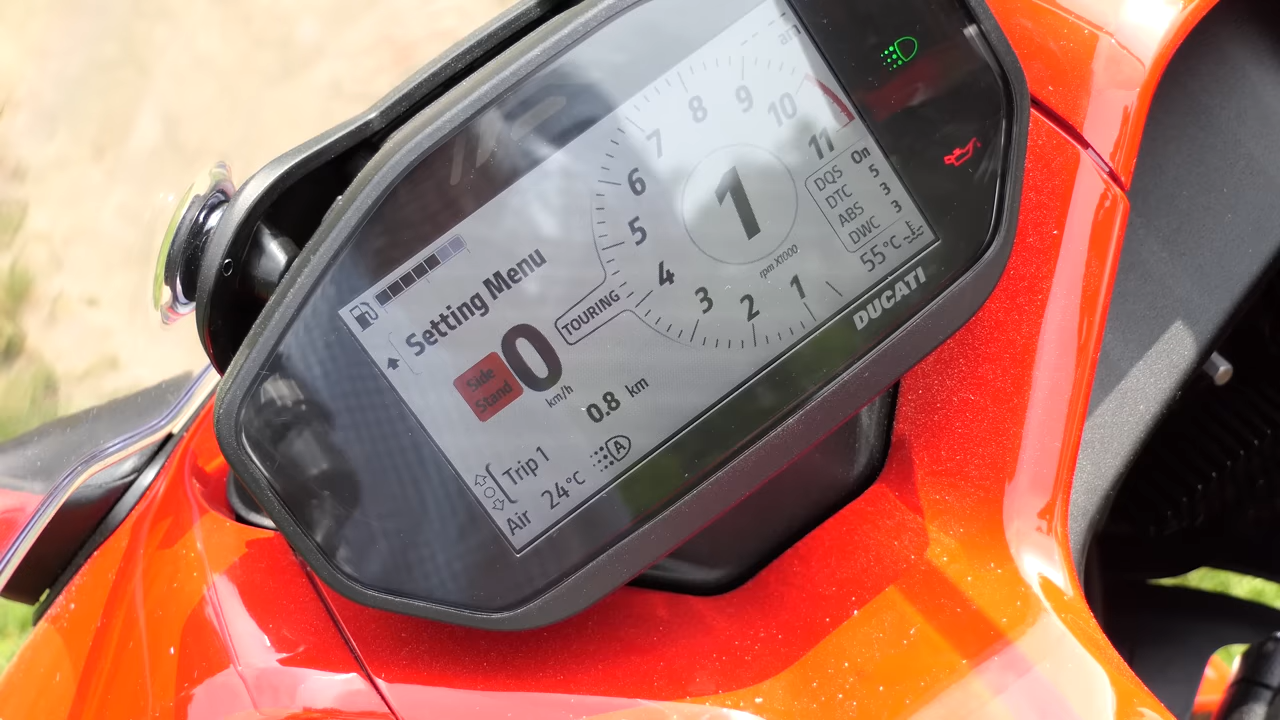 Setting Menu
Side
Stand
0
km/h
0.8 km
Trip 1
Air 24°C
A
TOURING
1
2
3
4
5
6
7
8
9
10
11
1
rpm X1000
-- -- am
DQS On
DTC 5
ABS 3
DWC 3
55°C
DUCATI